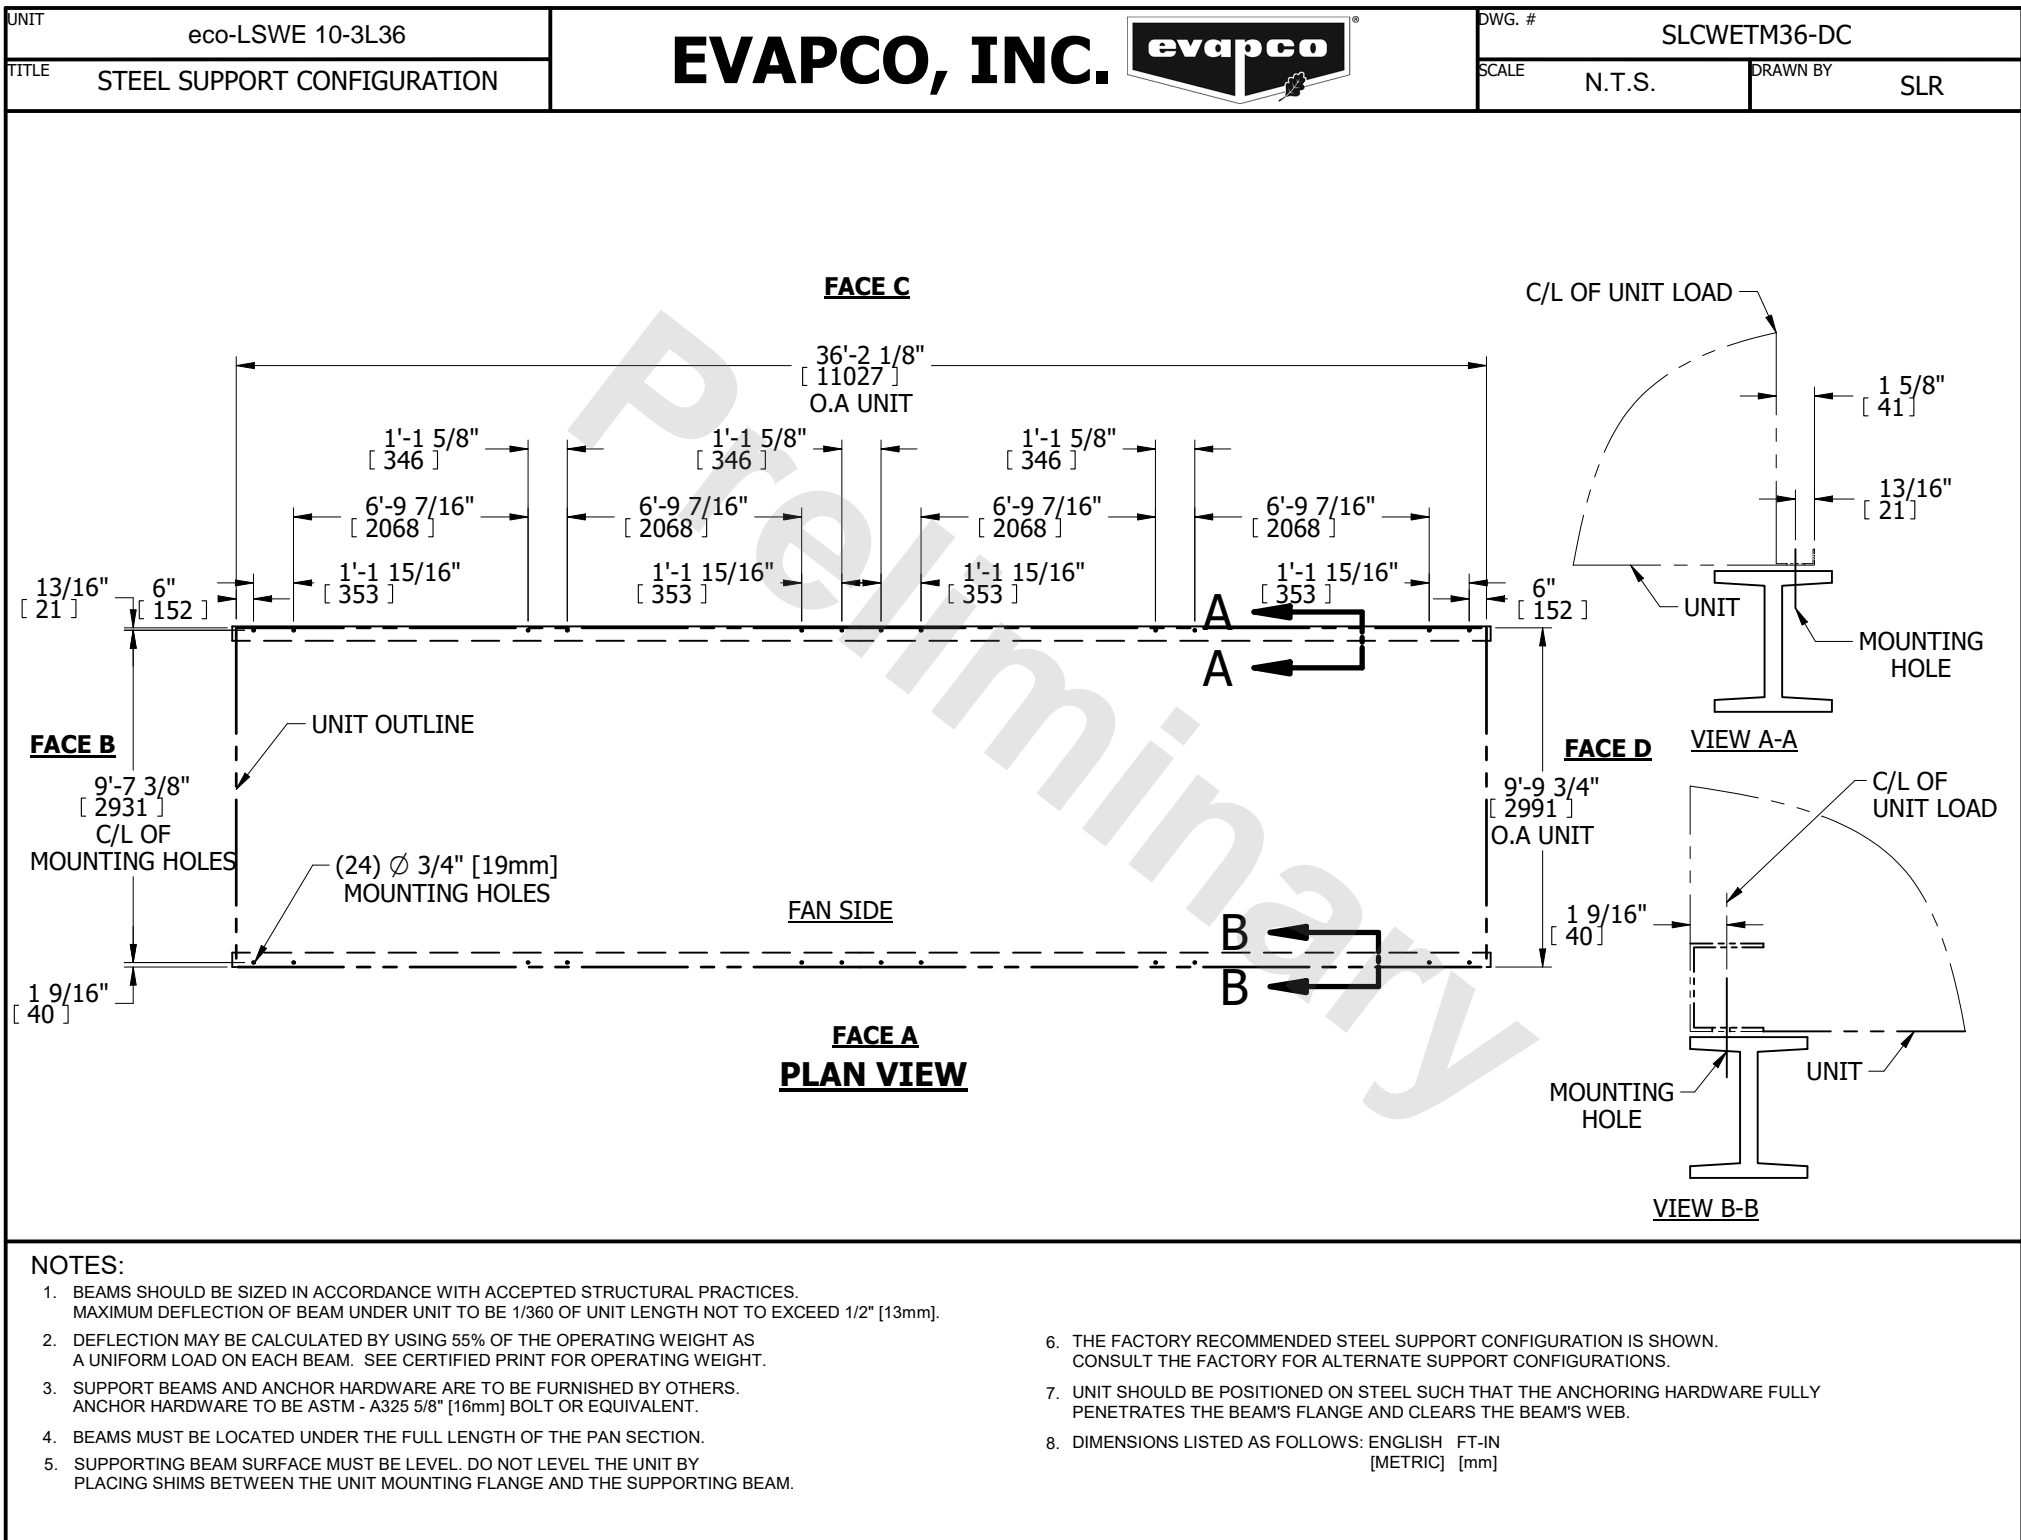 UNIT
eco-LSWE 10-3L36
TITLE
STEEL SUPPORT CONFIGURATION
EVAPCO, INC.
evapco
®
DWG. #
SLCWETM36-DC
SCALE
N.T.S.
DRAWN BY
SLR
Preliminary
FACE C
36'-2 1/8"
[ 11027 ]
O.A UNIT
1'-1 5/8"
[ 346 ]
1'-1 5/8"
[ 346 ]
1'-1 5/8"
[ 346 ]
6'-9 7/16"
[ 2068 ]
6'-9 7/16"
[ 2068 ]
6'-9 7/16"
[ 2068 ]
6'-9 7/16"
[ 2068 ]
13/16"
[ 21 ]
6"
[ 152 ]
1'-1 15/16"
[ 353 ]
1'-1 15/16"
[ 353 ]
1'-1 15/16"
[ 353 ]
1'-1 15/16"
[ 353 ]
6"
[ 152 ]
A
A
UNIT OUTLINE
FACE B
9'-7 3/8"
[ 2931 ]
C/L OF
MOUNTING HOLES
(24) Ø 3/4" [19mm]
MOUNTING HOLES
FAN SIDE
B
B
FACE D
9'-9 3/4"
[ 2991 ]
O.A UNIT
1 9/16"
[ 40 ]
FACE A
PLAN VIEW
C/L OF UNIT LOAD
1 5/8"
[ 41 ]
13/16"
[ 21 ]
UNIT
MOUNTING
HOLE
VIEW A-A
C/L OF
UNIT LOAD
1 9/16"
[ 40 ]
UNIT
MOUNTING
HOLE
VIEW B-B
NOTES:
1. BEAMS SHOULD BE SIZED IN ACCORDANCE WITH ACCEPTED STRUCTURAL PRACTICES.
MAXIMUM DEFLECTION OF BEAM UNDER UNIT TO BE 1/360 OF UNIT LENGTH NOT TO EXCEED 1/2" [13mm].
2. DEFLECTION MAY BE CALCULATED BY USING 55% OF THE OPERATING WEIGHT AS
A UNIFORM LOAD ON EACH BEAM. SEE CERTIFIED PRINT FOR OPERATING WEIGHT.
3. SUPPORT BEAMS AND ANCHOR HARDWARE ARE TO BE FURNISHED BY OTHERS.
ANCHOR HARDWARE TO BE ASTM - A325 5/8" [16mm] BOLT OR EQUIVALENT.
4. BEAMS MUST BE LOCATED UNDER THE FULL LENGTH OF THE PAN SECTION.
5. SUPPORTING BEAM SURFACE MUST BE LEVEL. DO NOT LEVEL THE UNIT BY
PLACING SHIMS BETWEEN THE UNIT MOUNTING FLANGE AND THE SUPPORTING BEAM.
6. THE FACTORY RECOMMENDED STEEL SUPPORT CONFIGURATION IS SHOWN.
CONSULT THE FACTORY FOR ALTERNATE SUPPORT CONFIGURATIONS.
7. UNIT SHOULD BE POSITIONED ON STEEL SUCH THAT THE ANCHORING HARDWARE FULLY
PENETRATES THE BEAM'S FLANGE AND CLEARS THE BEAM'S WEB.
8. DIMENSIONS LISTED AS FOLLOWS: ENGLISH FT-IN
[METRIC] [mm]